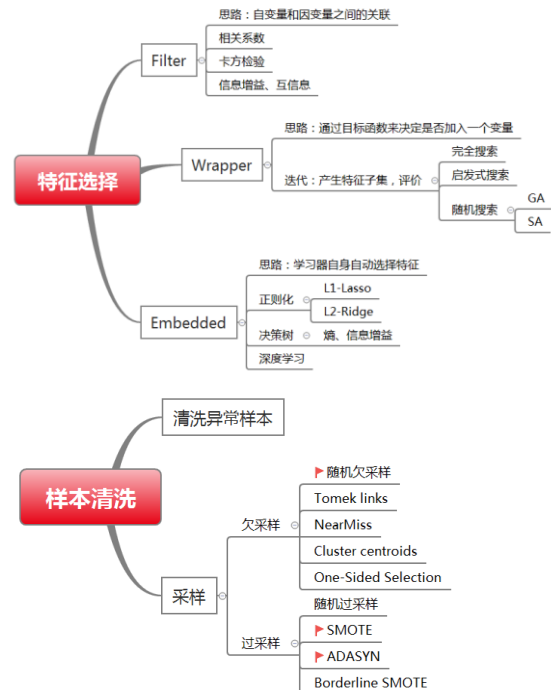 特征选择
Filter
思路：自变量和因变量之间的关联
相关系数
卡方检验
信息增益、互信息
Wrapper
思路：通过目标函数来决定是否加入一个变量
迭代：产生特征子集，评价
完全搜索
启发式搜索
随机搜索
GA
SA
Embedded
思路：学习器自身自动选择特征
正则化
L1-Lasso
L2-Ridge
决策树
熵、信息增益
深度学习
样本清洗
清洗异常样本
采样
欠采样
随机欠采样
Tomek links
NearMiss
Cluster centroids
One-Sided Selection
过采样
随机过采样
SMOTE
ADASYN
Borderline SMOTE